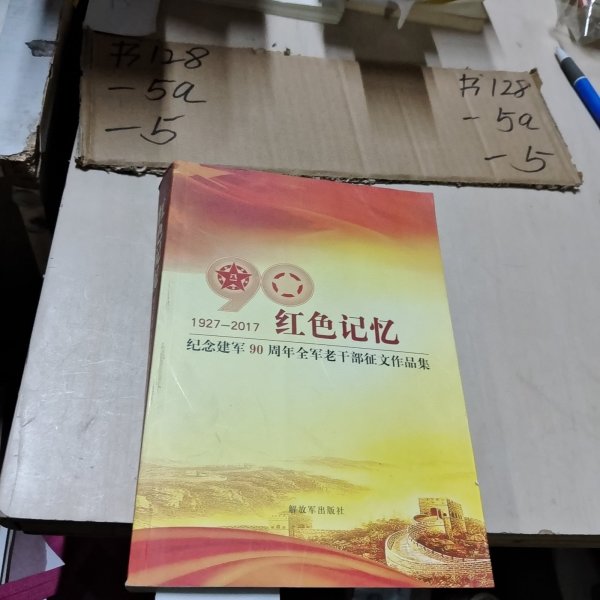 书128
-5a
-5
书128
-5a
-5
90
1927-2017 红色记忆
纪念建军90周年全军老干部征文作品集
解放军出版社